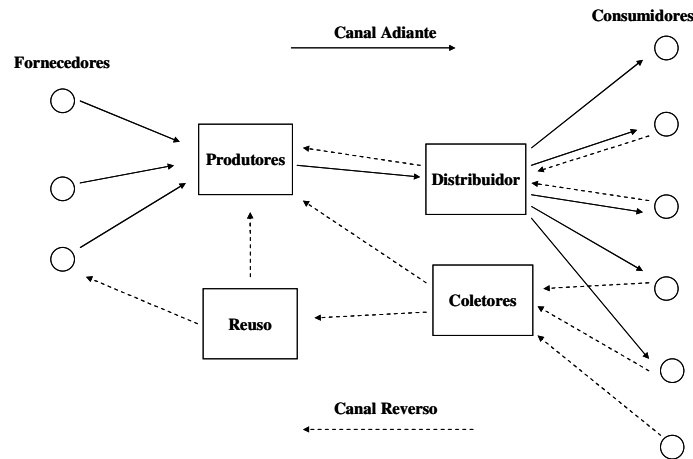 Consumidores
Canal Adiante
Fornecedores
Produtores
Distribuidor
Coletores
Reuso
Canal Reverso